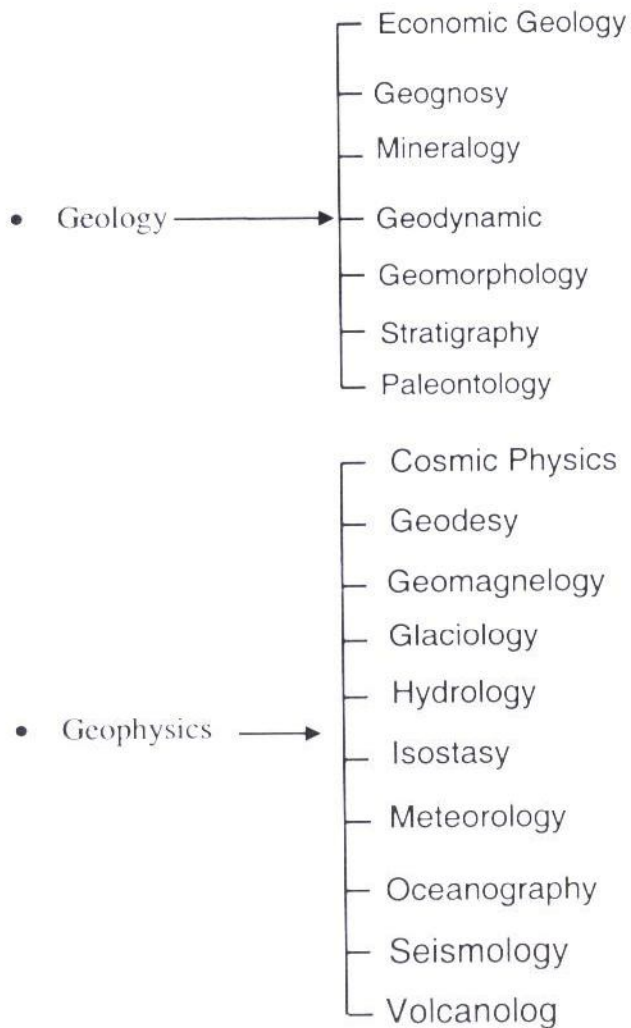 Economic Geology
Geognosy
Mineralogy
• Geology
Geodynamic
Geomorphology
Stratigraphy
Paleontology
Cosmic Physics
Geodesy
Geomagnelogy
Glaciology
Hydrology
• Geophysics
Isostasy
Meteorology
Oceanography
Seismology
Volcanolog